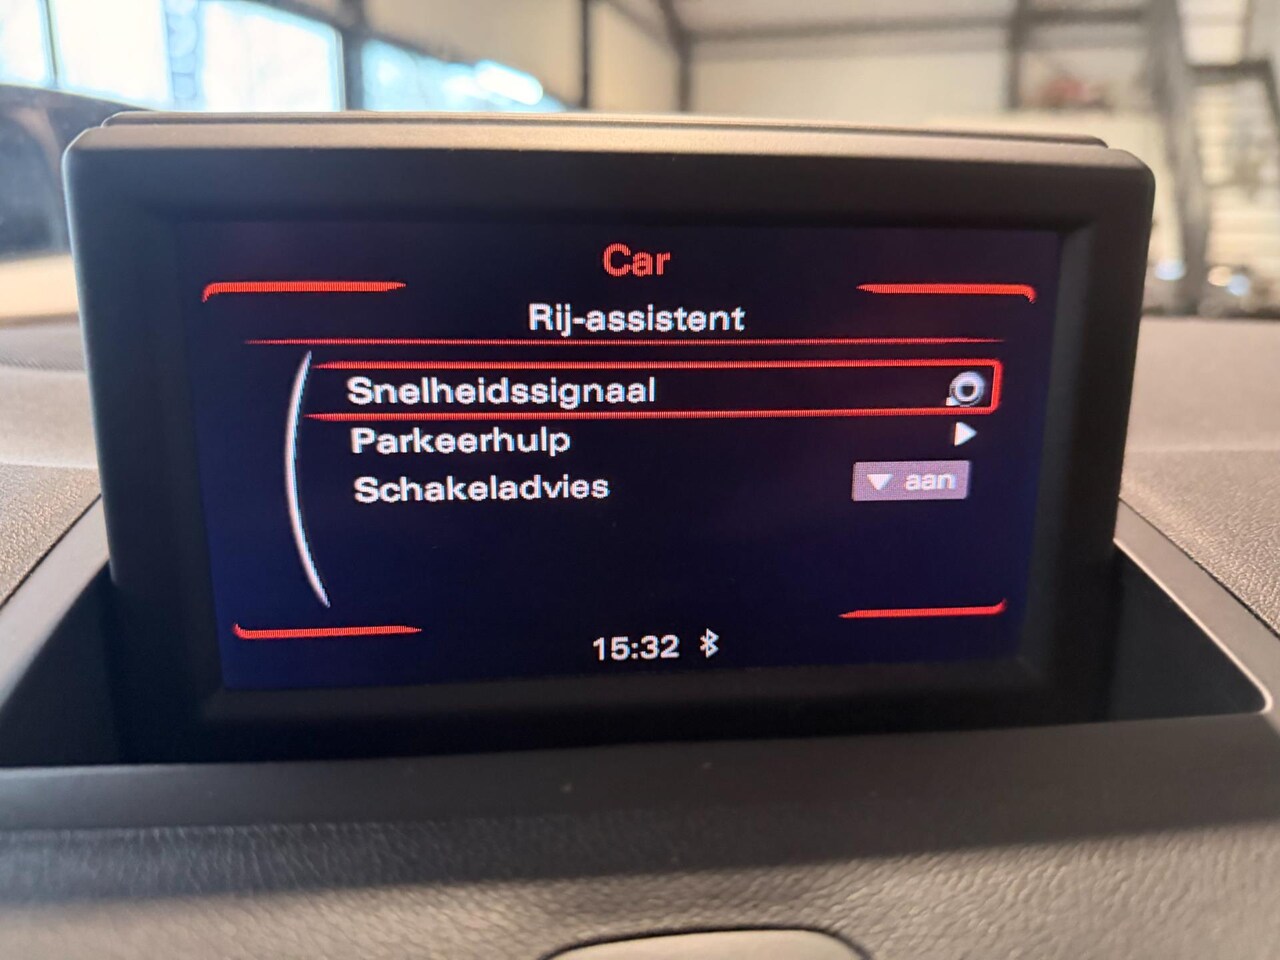 Car
Rij-assistent
Snelheidssignaal
Parkeerhulp
Schakeladvies aan
15:32